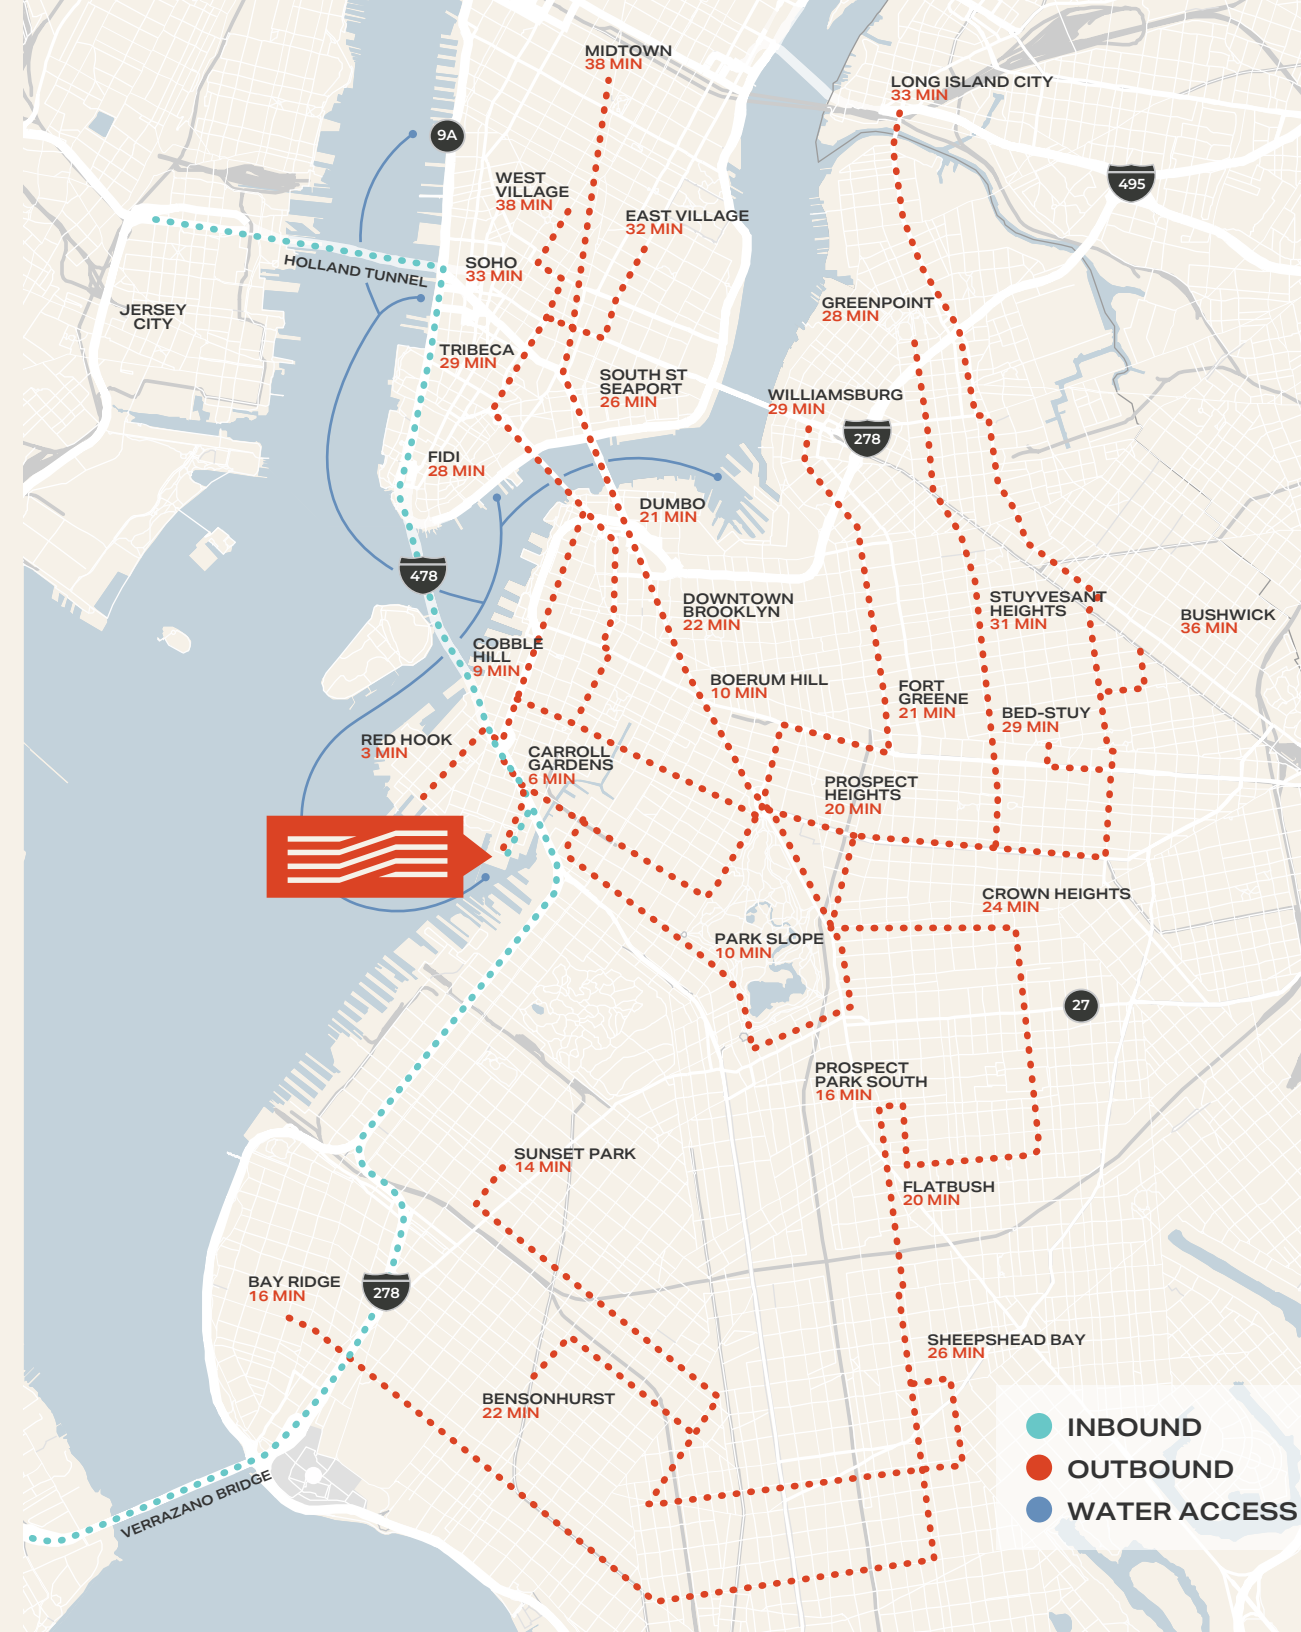 MIDTOWN
38 MIN
LONG ISLAND CITY
33 MIN
9A
495
WEST
VILLAGE
38 MIN
EAST VILLAGE
32 MIN
HOLLAND TUNNEL
SOHO
33 MIN
JERSEY
CITY
GREENPOINT
28 MIN
TRIBECA
29 MIN
SOUTH ST
SEAPORT
26 MIN
WILLIAMSBURG
29 MIN
278
FIDI
28 MIN
DUMBO
21 MIN
478
DOWNTOWN
BROOKLYN
22 MIN
STUYVESANT
HEIGHTS
31 MIN
BUSHWICK
36 MIN
COBBLE
HILL
9 MIN
BOERUM HILL
10 MIN
FORT
GREENE
21 MIN
BED-STUY
29 MIN
RED HOOK
3 MIN
CARROLL
GARDENS
6 MIN
PROSPECT
HEIGHTS
20 MIN
CROWN HEIGHTS
24 MIN
PARK SLOPE
10 MIN
27
PROSPECT
PARK SOUTH
16 MIN
SUNSET PARK
14 MIN
FLATBUSH
20 MIN
BAY RIDGE
16 MIN
278
SHEEPSHEAD BAY
26 MIN
BENSONHURST
22 MIN
VERRAZANO BRIDGE
INBOUND
OUTBOUND
WATER ACCESS